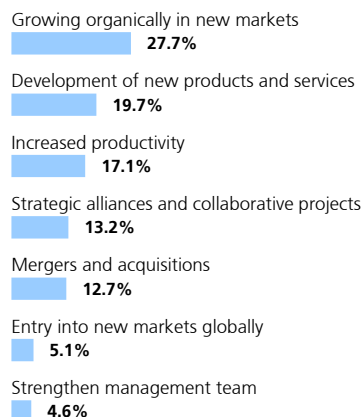 Growing organically in new markets
27.7%
Development of new products and services
19.7%
Increased productivity
17.1%
Strategic alliances and collaborative projects
13.2%
Mergers and acquisitions
12.7%
Entry into new markets globally
5.1%
Strengthen management team
4.6%